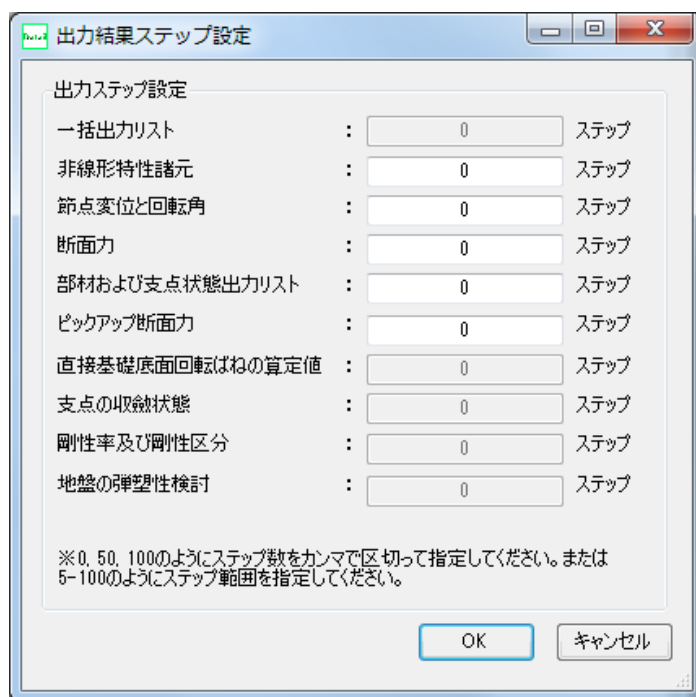 出力結果ステップ設定
出力ステップ設定
一括出力リスト : 0 ステップ
非線形特性諸元 : 0 ステップ
節点変位と回転角 : 0 ステップ
断面力 : 0 ステップ
部材および支点状態出力リスト : 0 ステップ
ピックアップ断面力 : 0 ステップ
直接基礎底面回転ばねの算定値 : 0 ステップ
支点の収斂状態 : 0 ステップ
剛性率及び剛性区分 : 0 ステップ
地盤の弾塑性検討 : 0 ステップ
※0, 50, 100のようにステップ数をカンマで区切って指定してください。または
5-100のようにステップ範囲を指定してください。
OK キャンセル